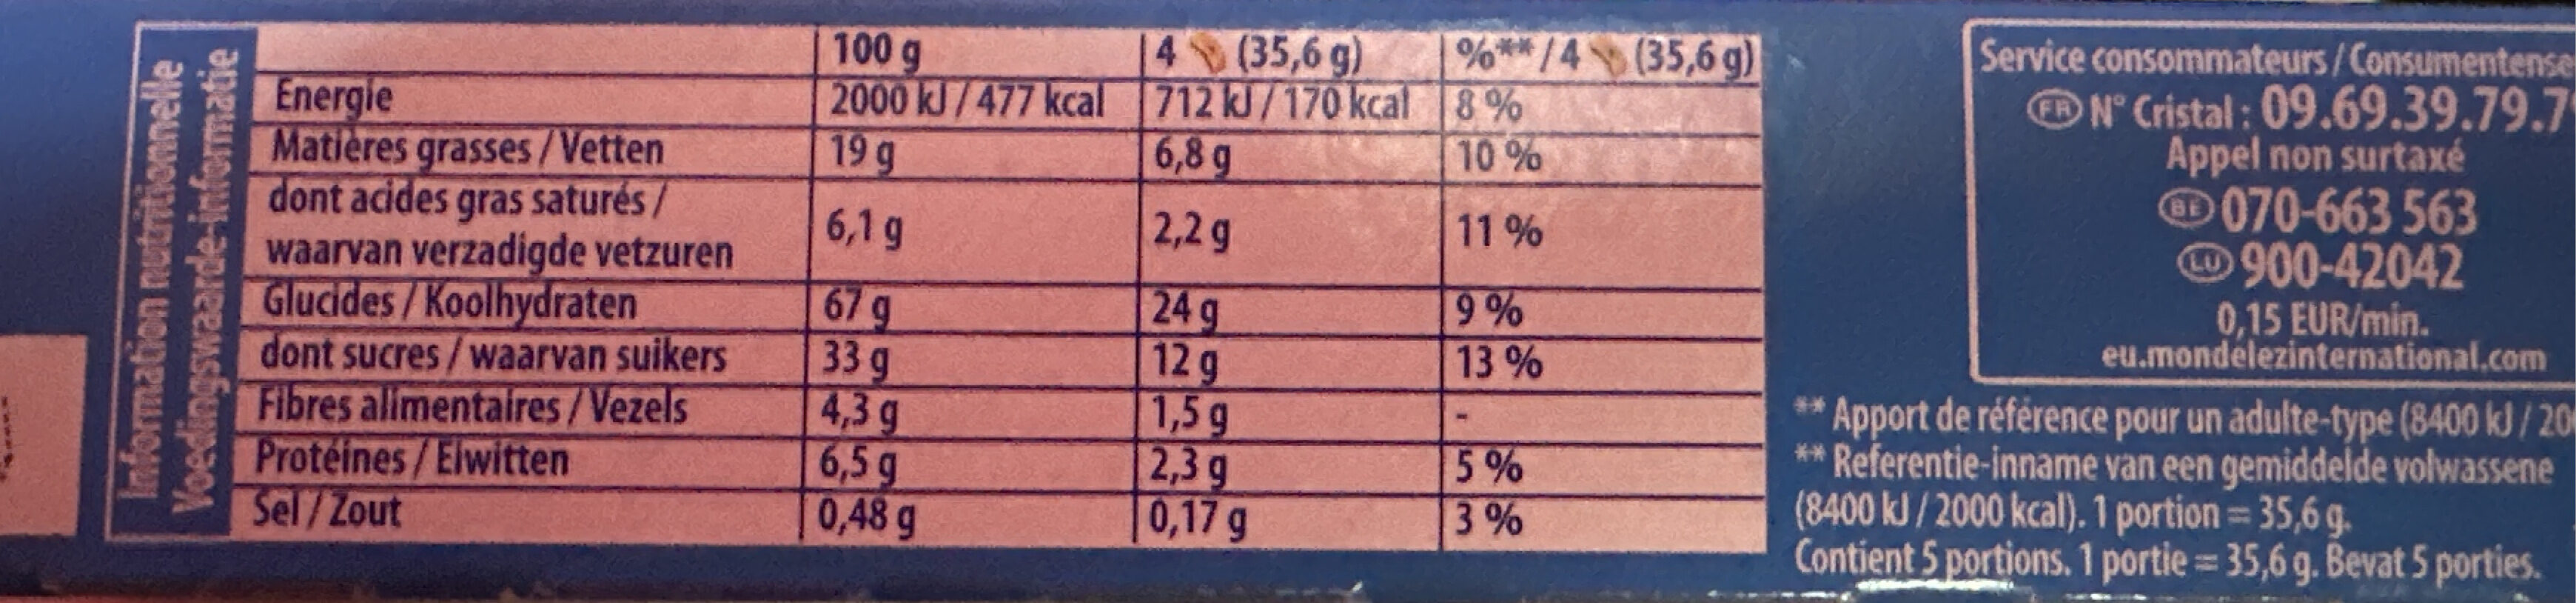 Information nutritionnelle
Voedingswaarde-informatie
100 g 4 (35,6 g) %**/4 (35,6 g)
Energie 2000 kJ / 477 kcal 712 kJ / 170 kcal 8 %
Matières grasses / Vetten 19 g 6,8 g 10 %
dont acides gras saturés /
waarvan verzadigde vetzuren 6,1 g 2,2 g 11 %
Glucides / Koolhydraten 67 g 24 g 9 %
dont sucres / waarvan suikers 33 g 12 g 13 %
Fibres alimentaires / Vezels 4,3 g 1,5 g -
Protéines / Eiwitten 6,5 g 2,3 g 5 %
Sel / Zout 0,48 g 0,17 g 3 %
Service consommateurs / Consumentense
FR N° Cristal : 09.69.39.79.7
Appel non surtaxé
BE 070-663 563
LU 900-42042
0,15 EUR/min.
eu.mondelezinternational.com
** Apport de référence pour un adulte-type (8400 kJ / 20
** Referentie-inname van een gemiddelde volwassene
(8400 kJ / 2000 kcal). 1 portion = 35,6 g.
Contient 5 portions. 1 portie = 35,6 g. Bevat 5 porties.